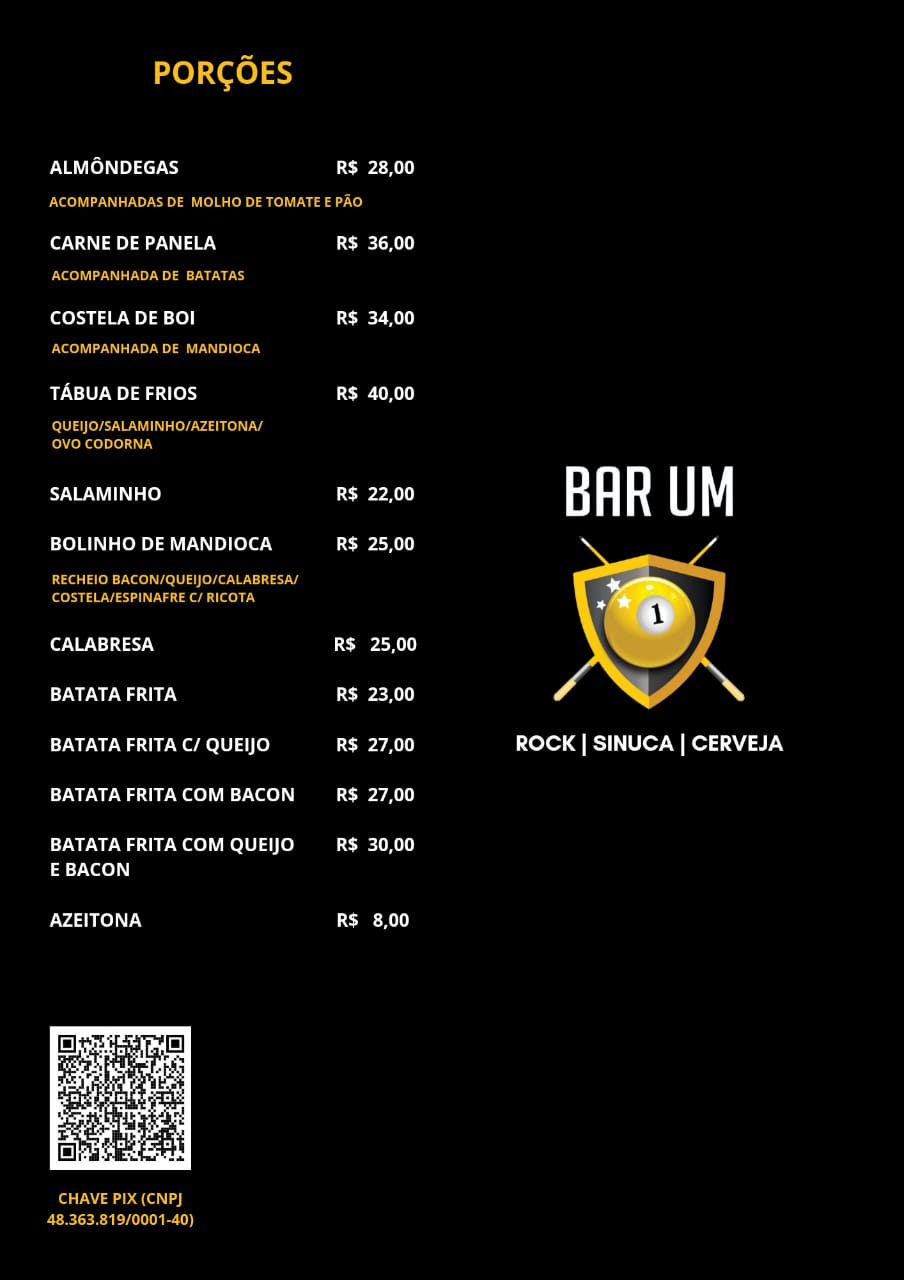 PORÇÕES
ALMÔNDEGAS R$ 28,00
ACOMPANHADAS DE MOLHO DE TOMATE E PÃO
CARNE DE PANELA R$ 36,00
ACOMPANHADA DE BATATAS
COSTELA DE BOI R$ 34,00
ACOMPANHADA DE MANDIOCA
TÁBUA DE FRIOS R$ 40,00
QUEIJO/SALAMINHO/AZEITONA/
OVO CODORNA
SALAMINHO R$ 22,00
BOLINHO DE MANDIOCA R$ 25,00
RECHEIO BACON/QUEIJO/CALABRESA/
COSTELA/ESPINAFRE C/ RICOTA
CALABRESA R$ 25,00
BATATA FRITA R$ 23,00
BATATA FRITA C/ QUEIJO R$ 27,00
BATATA FRITA COM BACON R$ 27,00
BATATA FRITA COM QUEIJO R$ 30,00
E BACON
AZEITONA R$ 8,00
CHAVE PIX (CNPJ
48.363.819/0001-40)
BAR UM
1
ROCK | SINUCA | CERVEJA